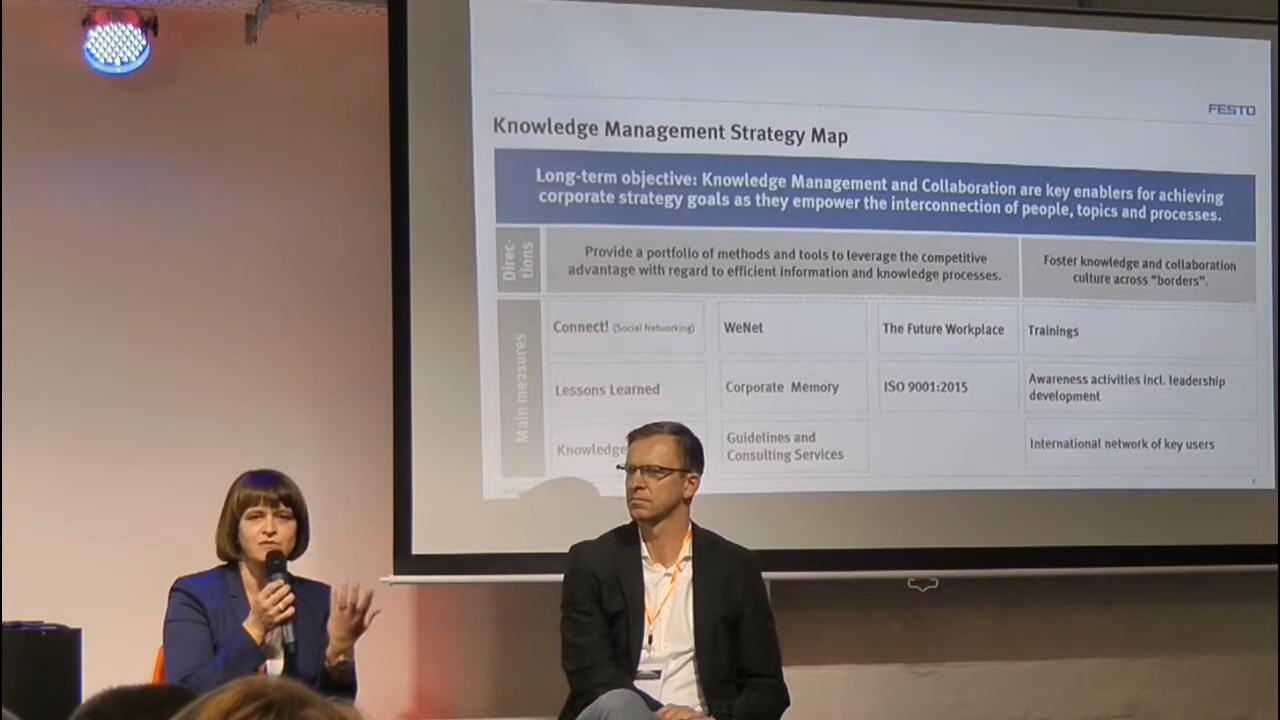 FESTO
Knowledge Management Strategy Map
Long-term objective: Knowledge Management and Collaboration are key enablers for achieving
corporate strategy goals as they empower the interconnection of people, topics and processes.
Direc-
tions
Provide a portfolio of methods and tools to leverage the competitive
advantage with regard to efficient information and knowledge processes.
Foster knowledge and collaboration
culture across "borders".
Main measures
Connect! (Social Networking)
WeNet
The Future Workplace
Trainings
Lessons Learned
Corporate Memory
ISO 9001:2015
Awareness activities incl. leadership
development
Knowledge
Guidelines and
Consulting Services
International network of key users